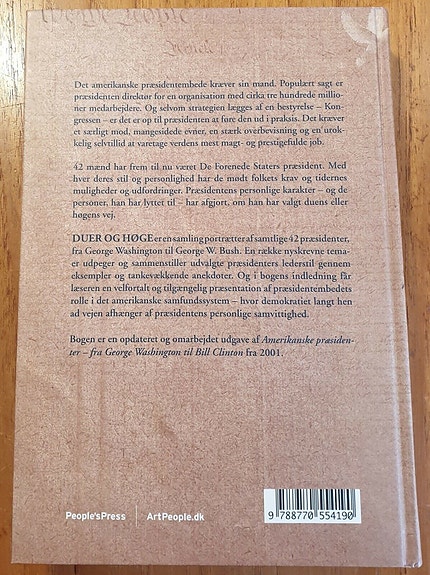 We the People
Det amerikanske præsidentembede kræver sin mand. Populært sagt er
præsidenten direktør for en organisation med cirka tre hundrede millio-
ner medarbejdere. Og selvom strategien lægges af en bestyrelse – Kon-
gressen – er det er op til præsidenten at føre den ud i praksis. Det kræver
et særligt mod, mangesidede evner, en stærk overbevisning og en urok-
kelig selvtillid at varetage verdens mest magt- og prestigefulde job.
42 mænd har frem til nu været De Forenede Staters præsident. Med
hver deres stil og personlighed har de mødt folkets krav og tidernes
muligheder og udfordringer. Præsidentens personlige karakter – og de
personer, han har lyttet til – har afgjort, om han har valgt duens eller
høgens vej.
DUER OG HØGE er en samling portrætter af samtlige 42 præsidenter,
fra George Washington til George W. Bush. En række nyskrevne tema-
er udpeger og sammenstiller udvalgte præsidenters lederstil gennem
eksempler og tankevækkende anekdoter. Og i bogens indledning får
læseren en velfortalt og tilgængelig præsentation af præsidentembedets
rolle i det amerikanske samfundssystem – hvor demokratiet langt hen
ad vejen afhænger af præsidentens personlige samvittighed.
Bogen er en opdateret og omarbejdet udgave af Amerikanske præsiden-
ter – fra George Washington til Bill Clinton fra 2001.
People'sPress | ArtPeople.dk
9 788770 554190